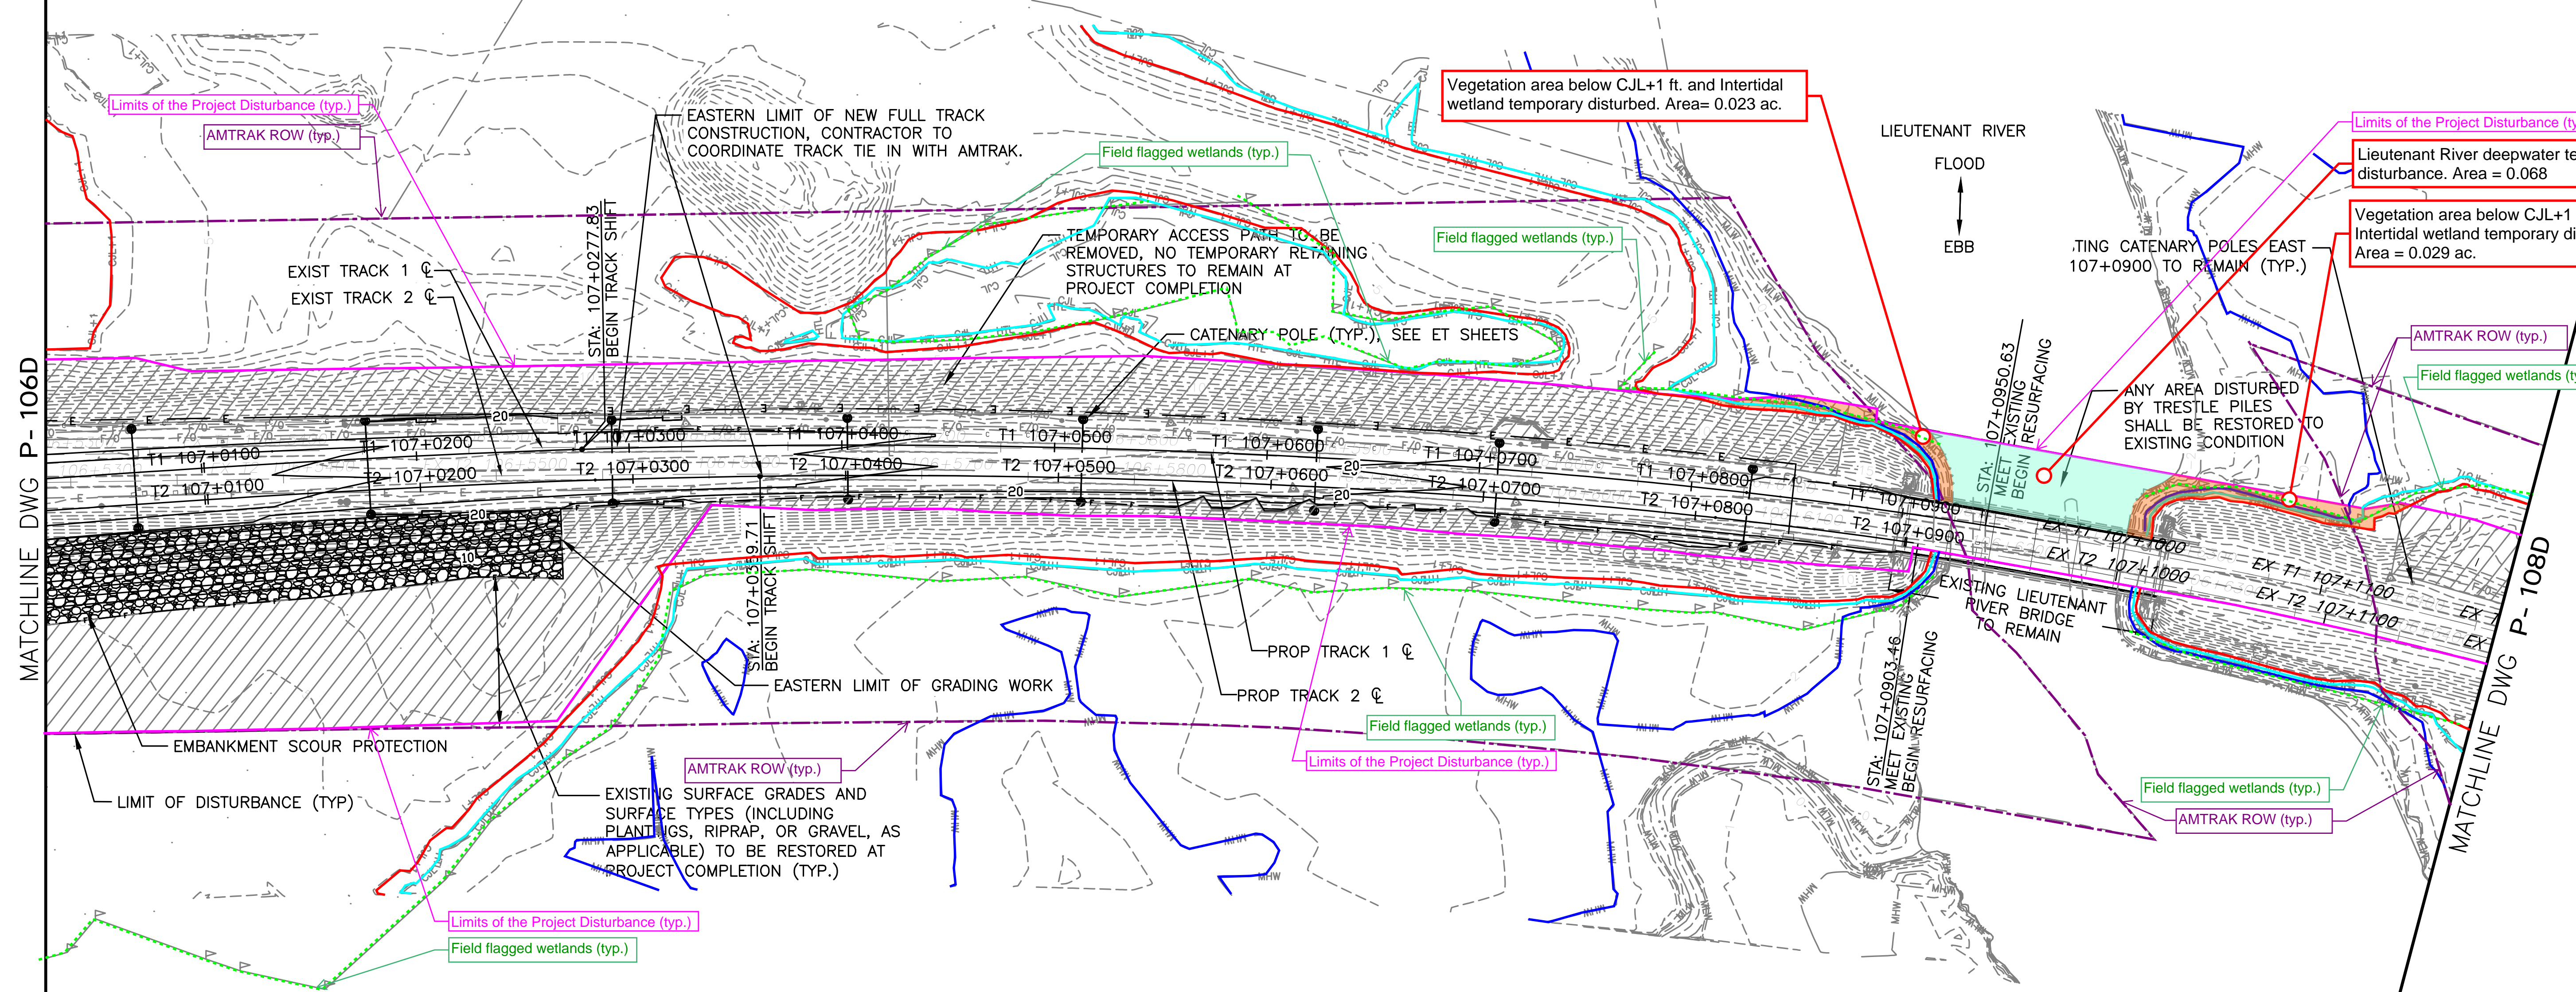 MATCHLINE DWG P-106D
Limits of the Project Disturbance (typ.)
AMTRAK ROW (typ.)
EXIST TRACK 1 ℄
EXIST TRACK 2 ℄
STA: 107+0277.83
BEGIN TRACK SHIFT
EASTERN LIMIT OF NEW FULL TRACK
CONSTRUCTION, CONTRACTOR TO
COORDINATE TRACK TIE IN WITH AMTRAK.
Field flagged wetlands (typ.)
TEMPORARY ACCESS PATH TO BE
REMOVED, NO TEMPORARY RETAINING
STRUCTURES TO REMAIN AT
PROJECT COMPLETION
CATENARY POLE (TYP.), SEE ET SHEETS
Vegetation area below CJL+1 ft. and Intertidal
wetland temporary disturbed. Area= 0.023 ac.
Field flagged wetlands (typ.)
LIEUTENANT RIVER
FLOOD
EBB
Limits of the Project Disturbance (ty
Lieutenant River deepwater te
disturbance. Area = 0.068
Vegetation area below CJL+1
Intertidal wetland temporary di
Area = 0.029 ac.
TING CATENARY POLES EAST
107+0900 TO REMAIN (TYP.)
AMTRAK ROW (typ.)
Field flagged wetlands (ty
STA: 107+0950.63
MEET EXISTING
BEGIN RESURFACING
ANY AREA DISTURBED
BY TRESTLE PILES
SHALL BE RESTORED TO
EXISTING CONDITION
T1 107+0100
T1 107+0200
T1 107+0300
T1 107+0400
T1 107+0500
T1 107+0600
T1 107+0700
T1 107+0800
T1 107+0900
EX T1 107+1000
EX T1 107+1100
EX
T2 107+0100
T2 107+0200
T2 107+0300
T2 107+0400
T2 107+0500
T2 107+0600
T2 107+0700
T2 107+0800
T2 107+0900
EX T2 107+1000
EX T2 107+1100
EX
20
20
20
20
20
10
STA: 107+0359.71
BEGIN TRACK SHIFT
EASTERN LIMIT OF GRADING WORK
PROP TRACK 1 ℄
PROP TRACK 2 ℄
Field flagged wetlands (typ.)
Limits of the Project Disturbance (typ.)
STA: 107+0903.46
MEET EXISTING
BEGIN RESURFACING
EXISTING LIEUTENANT
RIVER BRIDGE
TO REMAIN
EMBANKMENT SCOUR PROTECTION
LIMIT OF DISTURBANCE (TYP)
AMTRAK ROW (typ.)
EXISTING SURFACE GRADES AND
SURFACE TYPES (INCLUDING
PLANTINGS, RIPRAP, OR GRAVEL, AS
APPLICABLE) TO BE RESTORED AT
PROJECT COMPLETION (TYP.)
Limits of the Project Disturbance (typ.)
Field flagged wetlands (typ.)
Field flagged wetlands (typ.)
AMTRAK ROW (typ.)
MATCHLINE DWG P-108D